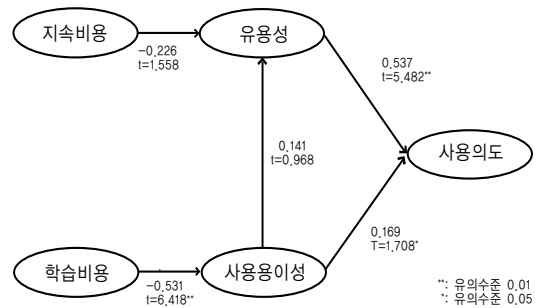 지속비용
유용성
-0.226
t=1.558
0.537
t=5.482**
0.141
t=0.968
사용의도
0.169
T=1.708*
학습비용
사용용이성
-0.531
t=6.418**
**: 유의수준 0.01
*: 유의수준 0.05